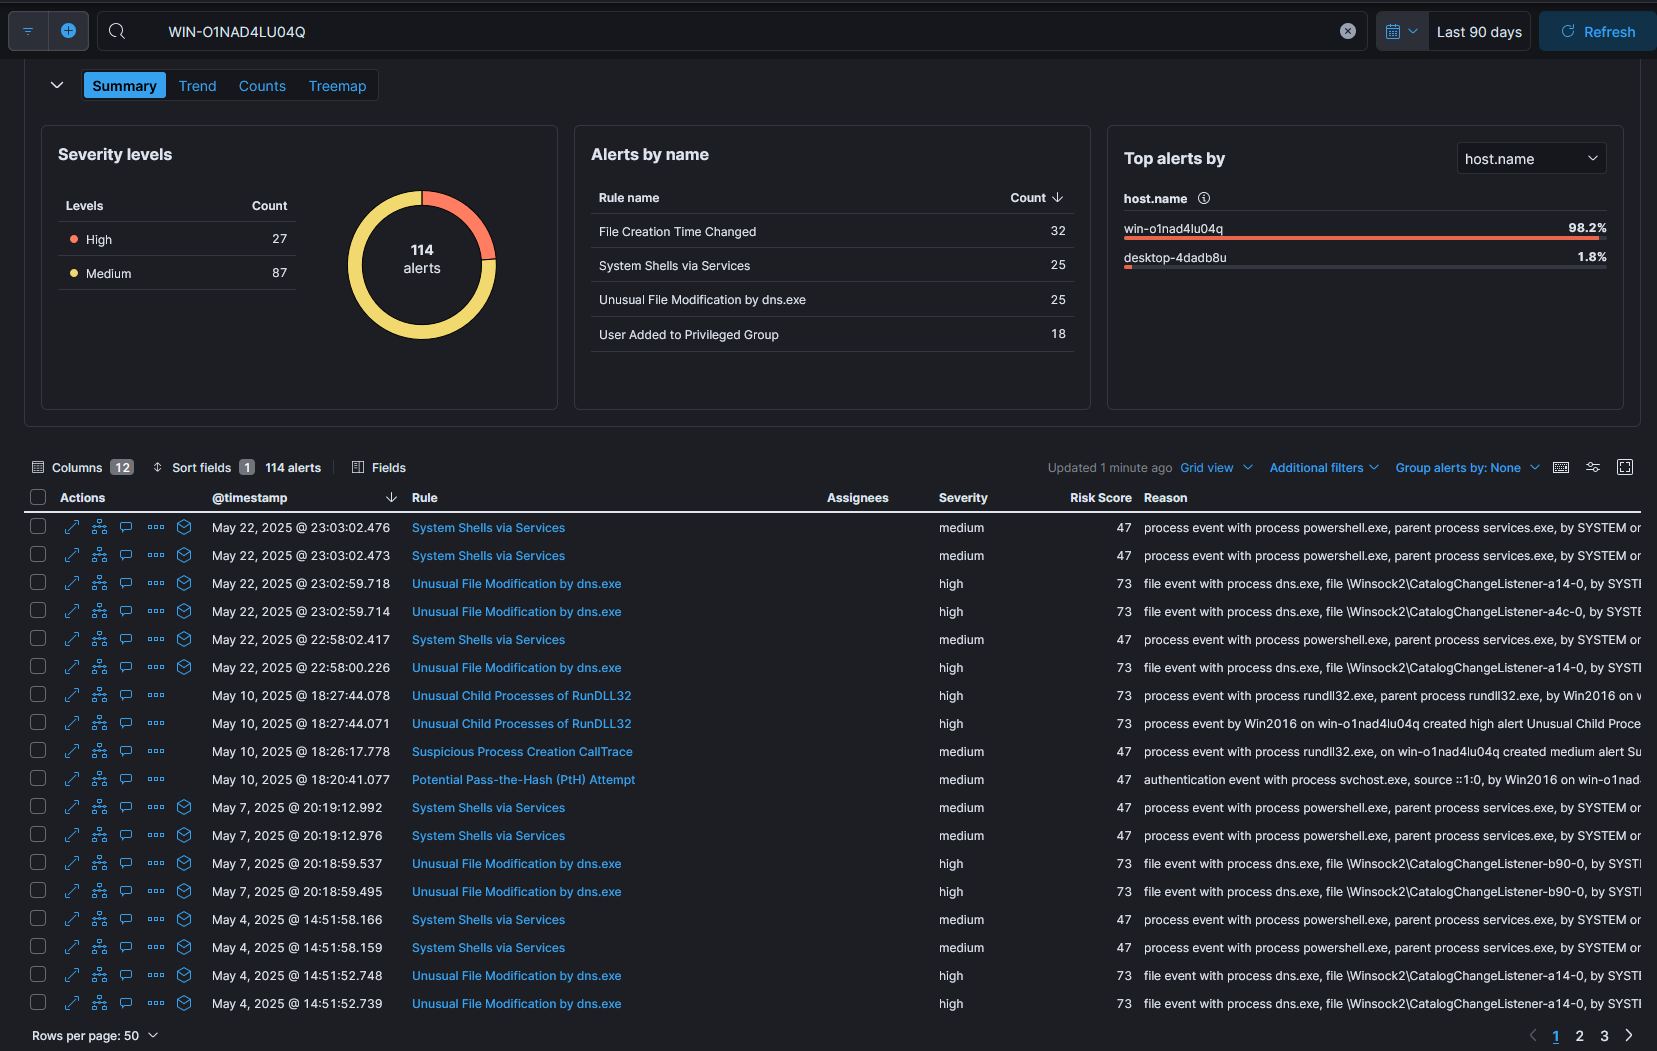 WIN-O1NAD4LU04Q
Last 90 days
Refresh
Summary Trend Counts Treemap
Severity levels
Levels Count
High 27
Medium 87
114
alerts
Alerts by name
Rule name Count
File Creation Time Changed 32
System Shells via Services 25
Unusual File Modification by dns.exe 25
User Added to Privileged Group 18
Top alerts by host.name
host.name
win-o1nad4lu04q 98.2%
desktop-4dadb8u 1.8%
Columns 12 Sort fields 1 114 alerts Fields Updated 1 minute ago Grid view Additional filters Group alerts by: None
Actions @timestamp Rule Assignees Severity Risk Score Reason
May 22, 2025 @ 23:03:02.476 System Shells via Services medium 47 process event with process powershell.exe, parent process services.exe, by SYSTEM or
May 22, 2025 @ 23:03:02.473 System Shells via Services medium 47 process event with process powershell.exe, parent process services.exe, by SYSTEM or
May 22, 2025 @ 23:02:59.718 Unusual File Modification by dns.exe high 73 file event with process dns.exe, file \Winsock2\CatalogChangeListener-a14-0, by SYSTE
May 22, 2025 @ 23:02:59.714 Unusual File Modification by dns.exe high 73 file event with process dns.exe, file \Winsock2\CatalogChangeListener-a4c-0, by SYSTE
May 22, 2025 @ 22:58:02.417 System Shells via Services medium 47 process event with process powershell.exe, parent process services.exe, by SYSTEM or
May 22, 2025 @ 22:58:00.226 Unusual File Modification by dns.exe high 73 file event with process dns.exe, file \Winsock2\CatalogChangeListener-a14-0, by SYSTI
May 10, 2025 @ 18:27:44.078 Unusual Child Processes of RunDLL32 high 73 process event with process rundll32.exe, parent process rundll32.exe, by Win2016 on v
May 10, 2025 @ 18:27:44.071 Unusual Child Processes of RunDLL32 high 73 process event by Win2016 on win-o1nad4lu04q created high alert Unusual Child Proce
May 10, 2025 @ 18:26:17.778 Suspicious Process Creation CallTrace medium 47 process event with process rundll32.exe, on win-o1nad4lu04q created medium alert Su
May 10, 2025 @ 18:20:41.077 Potential Pass-the-Hash (PtH) Attempt medium 47 authentication event with process svchost.exe, source ::1:0, by Win2016 on win-o1nad
May 7, 2025 @ 20:19:12.992 System Shells via Services medium 47 process event with process powershell.exe, parent process services.exe, by SYSTEM or
May 7, 2025 @ 20:19:12.976 System Shells via Services medium 47 process event with process powershell.exe, parent process services.exe, by SYSTEM or
May 7, 2025 @ 20:18:59.537 Unusual File Modification by dns.exe high 73 file event with process dns.exe, file \Winsock2\CatalogChangeListener-b90-0, by SYSTI
May 7, 2025 @ 20:18:59.495 Unusual File Modification by dns.exe high 73 file event with process dns.exe, file \Winsock2\CatalogChangeListener-b90-0, by SYSTI
May 4, 2025 @ 14:51:58.166 System Shells via Services medium 47 process event with process powershell.exe, parent process services.exe, by SYSTEM or
May 4, 2025 @ 14:51:58.159 System Shells via Services medium 47 process event with process powershell.exe, parent process services.exe, by SYSTEM or
May 4, 2025 @ 14:51:52.748 Unusual File Modification by dns.exe high 73 file event with process dns.exe, file \Winsock2\CatalogChangeListener-a14-0, by SYSTI
May 4, 2025 @ 14:51:52.739 Unusual File Modification by dns.exe high 73 file event with process dns.exe, file \Winsock2\CatalogChangeListener-a14-0, by SYSTI
Rows per page: 50 1 2 3